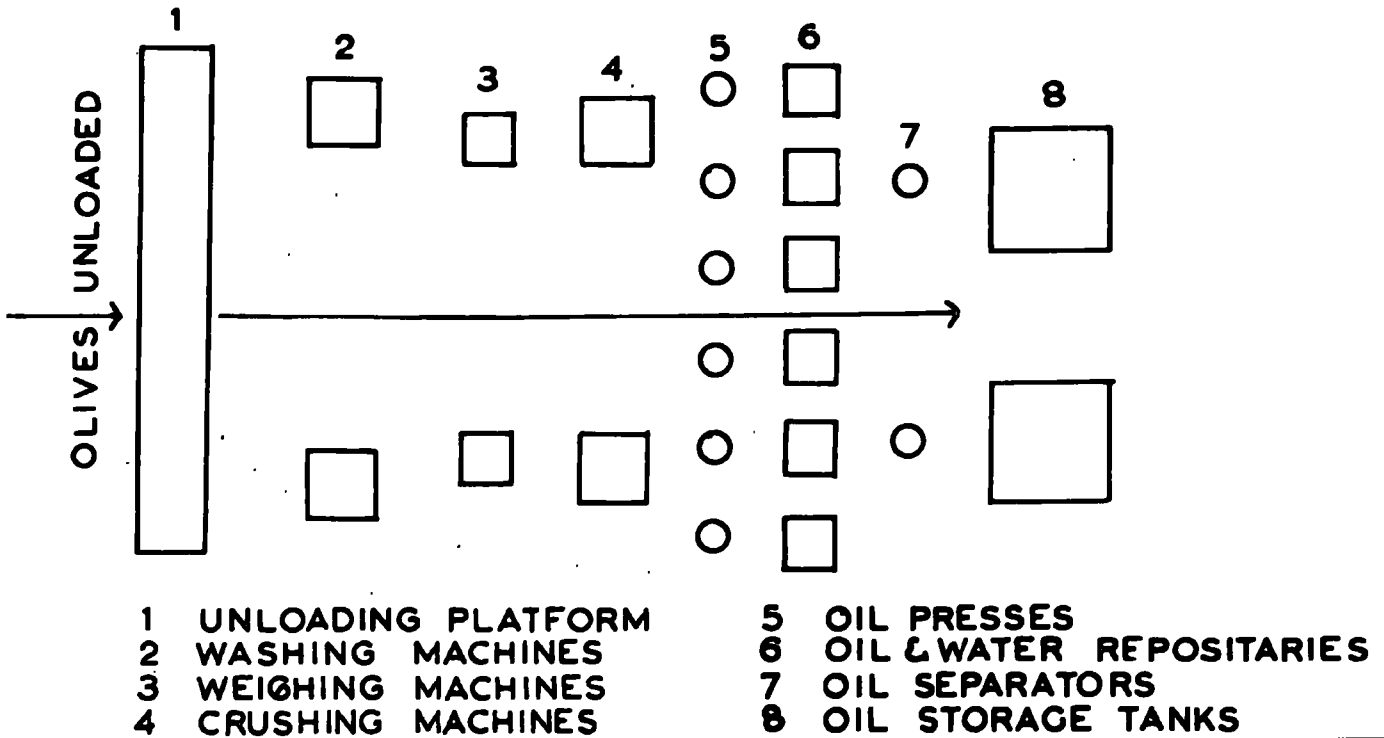 1
2
3
4
5
6
7
8
OLIVES UNLOADED
1 UNLOADING PLATFORM
2 WASHING MACHINES
3 WEIGHING MACHINES
4 CRUSHING MACHINES
5 OIL PRESSES
6 OIL & WATER REPOSITARIES
7 OIL SEPARATORS
8 OIL STORAGE TANKS